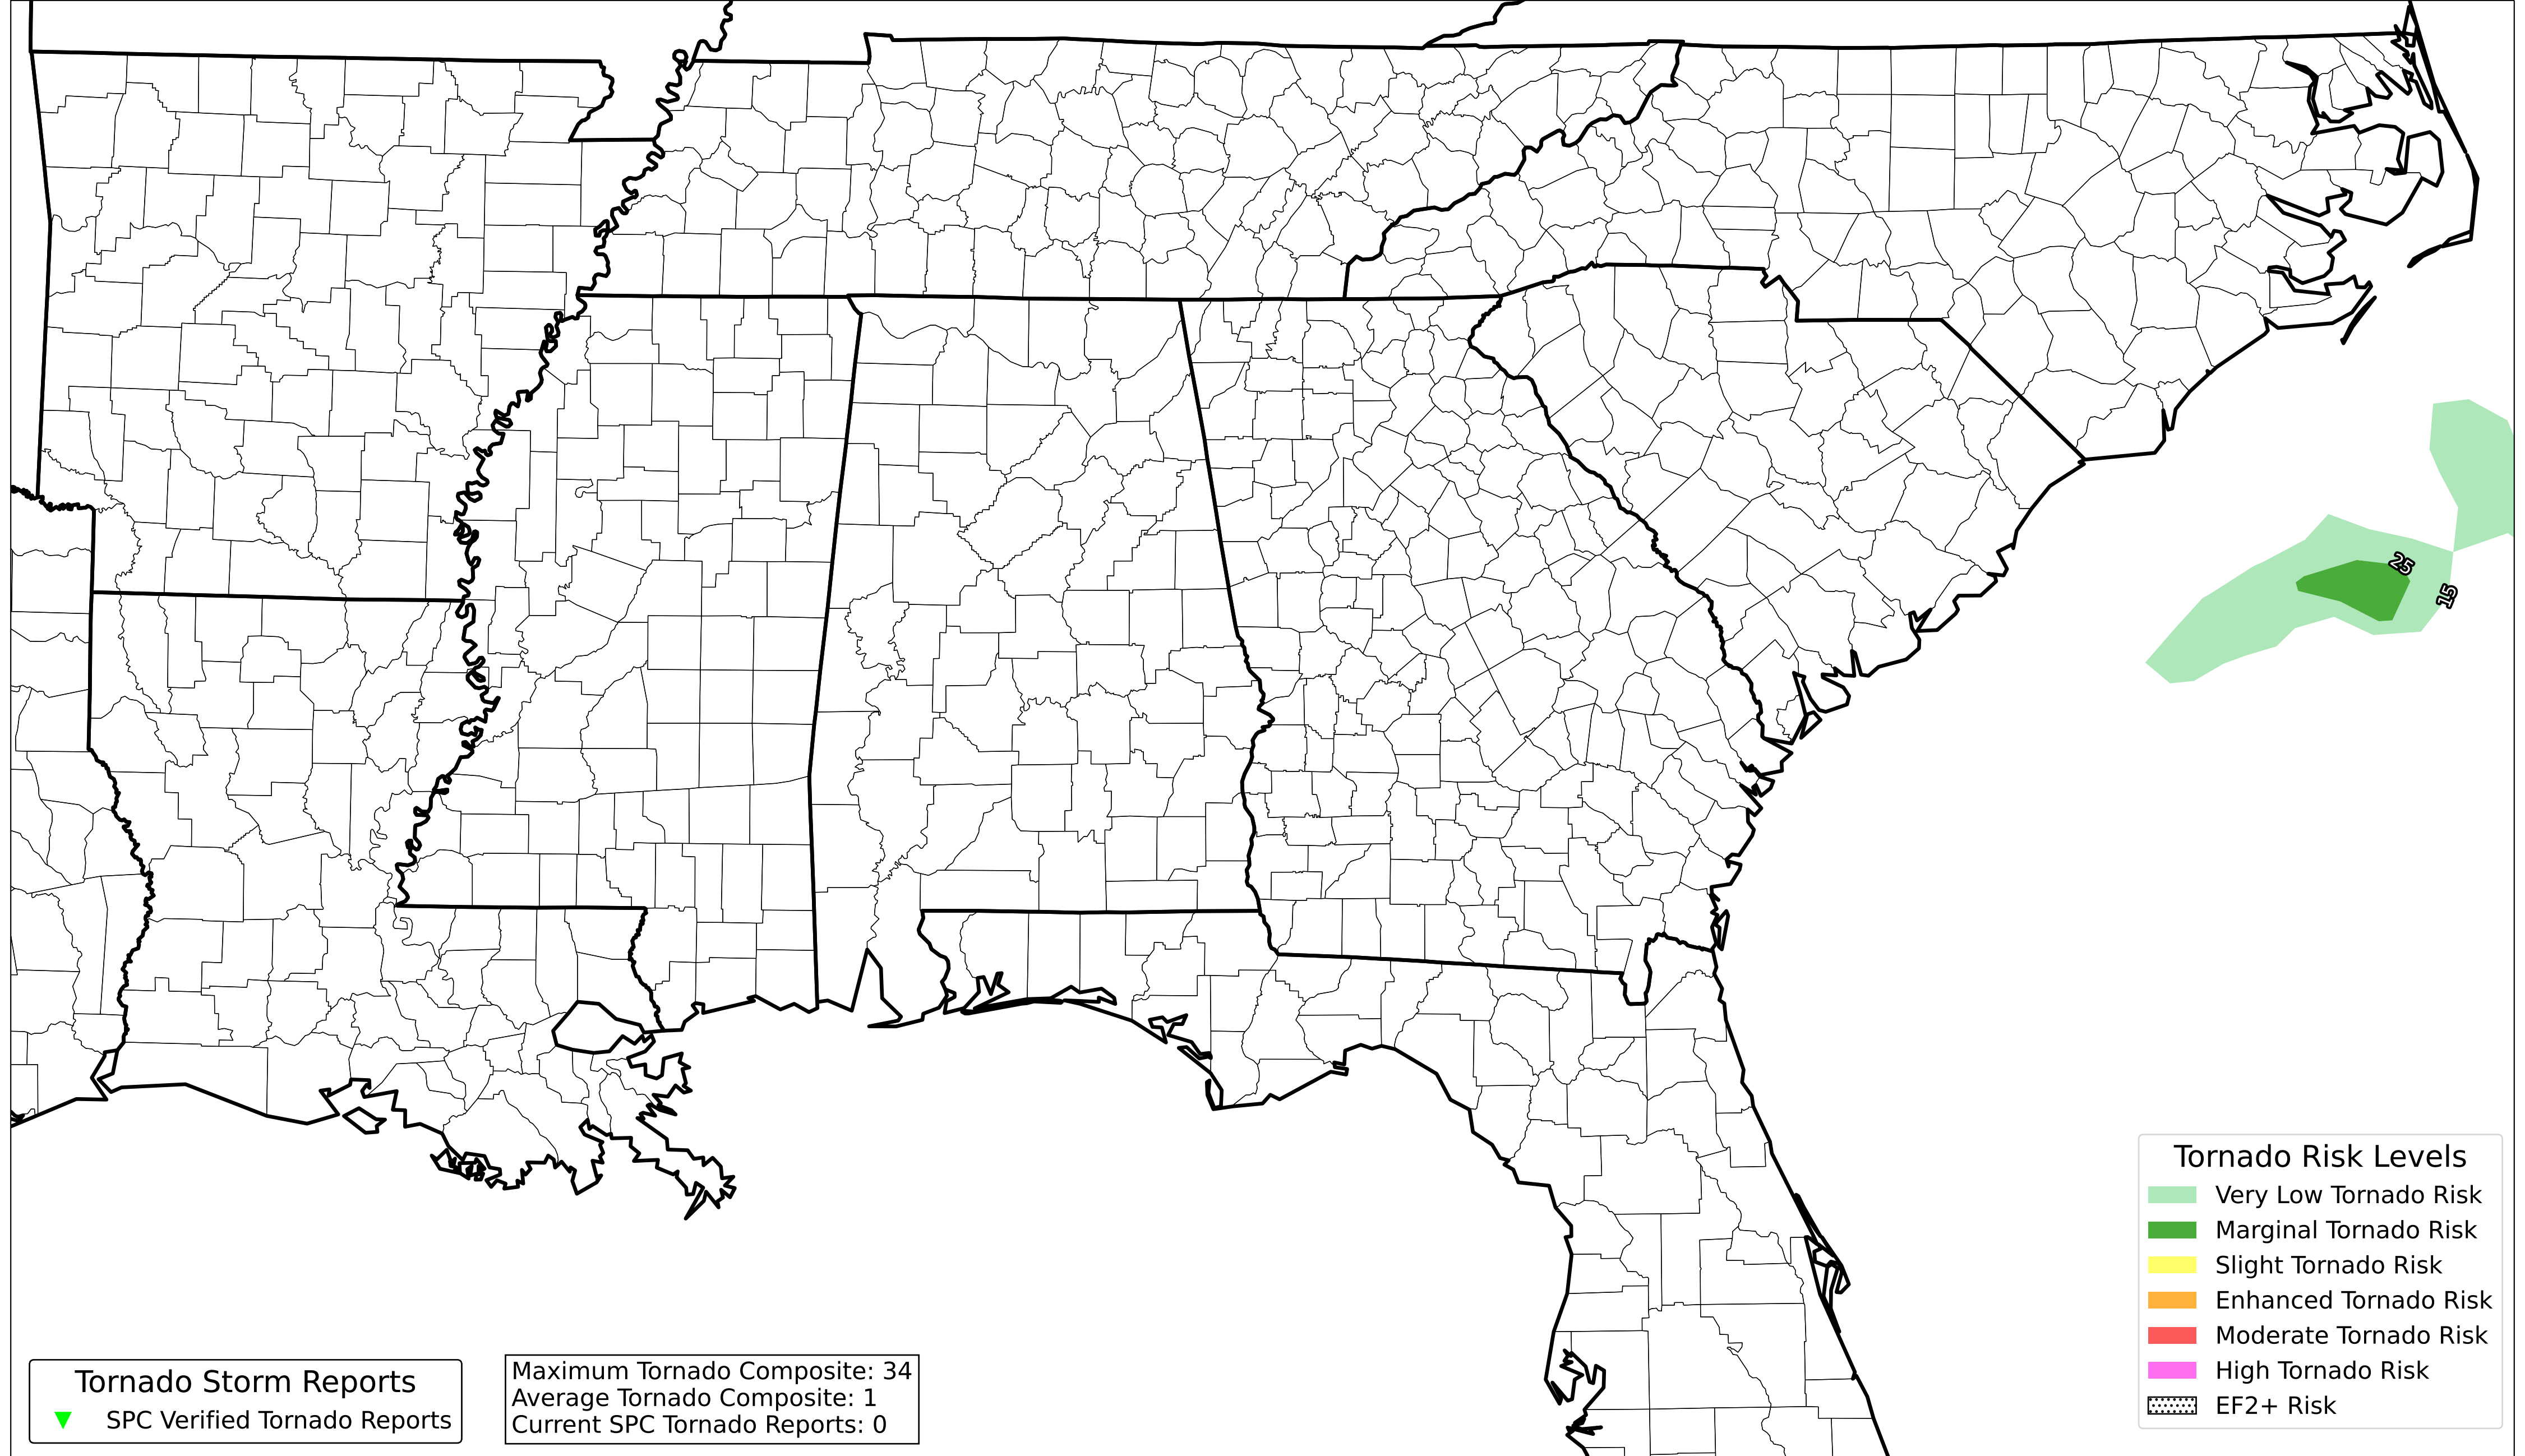 25
15
Tornado Risk Levels
Very Low Tornado Risk
Marginal Tornado Risk
Slight Tornado Risk
Enhanced Tornado Risk
Moderate Tornado Risk
High Tornado Risk
EF2+ Risk
Tornado Storm Reports
SPC Verified Tornado Reports
Maximum Tornado Composite: 34
Average Tornado Composite: 1
Current SPC Tornado Reports: 0